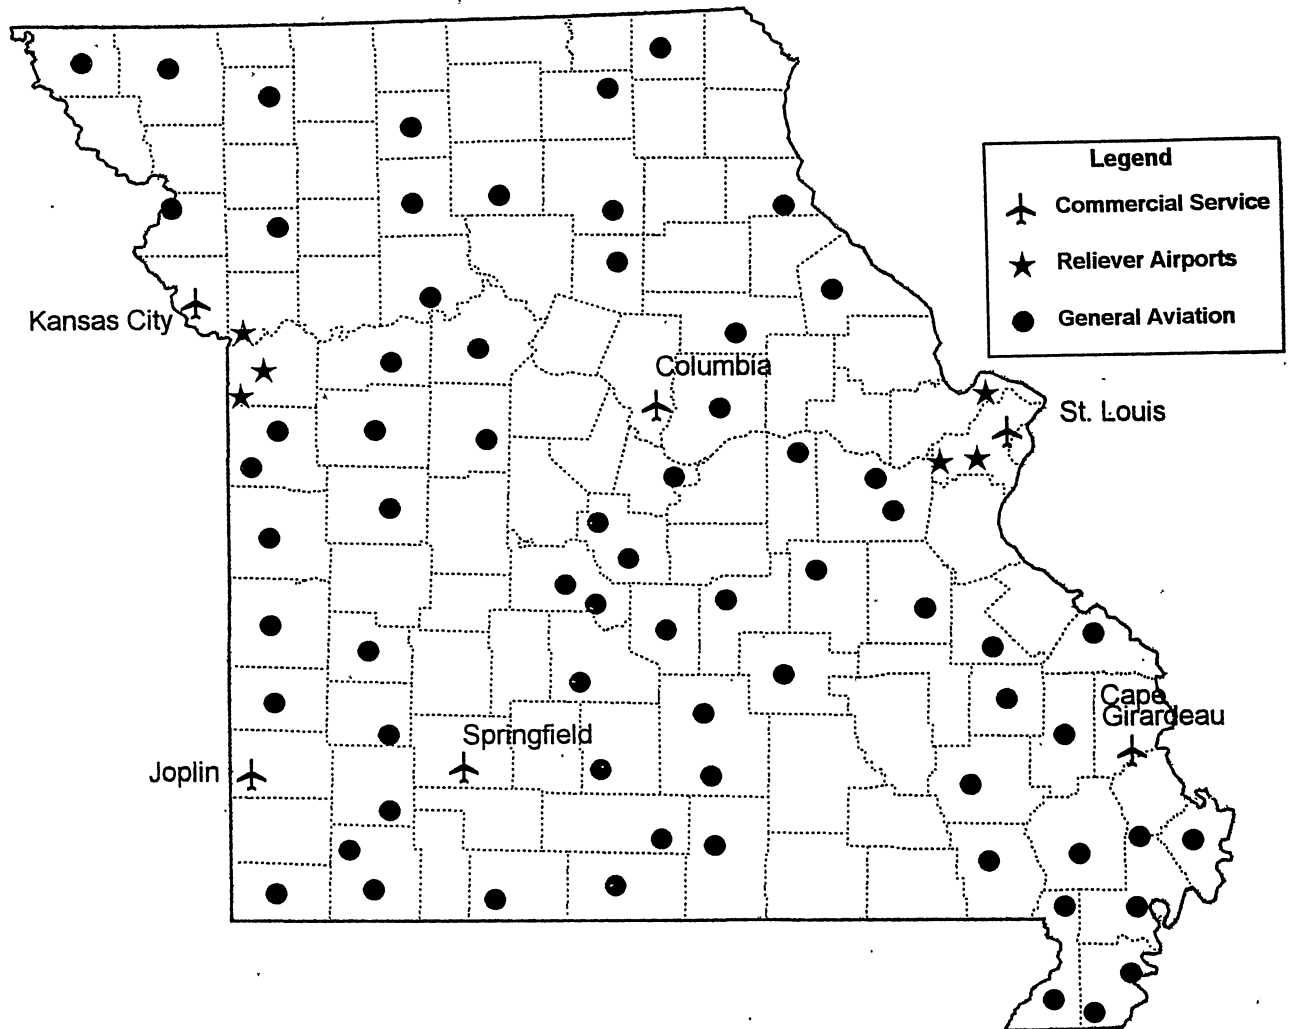 Legend
Commercial Service
Reliever Airports
General Aviation
Kansas City
Columbia
St. Louis
Cape
Girardeau
Springfield
Joplin